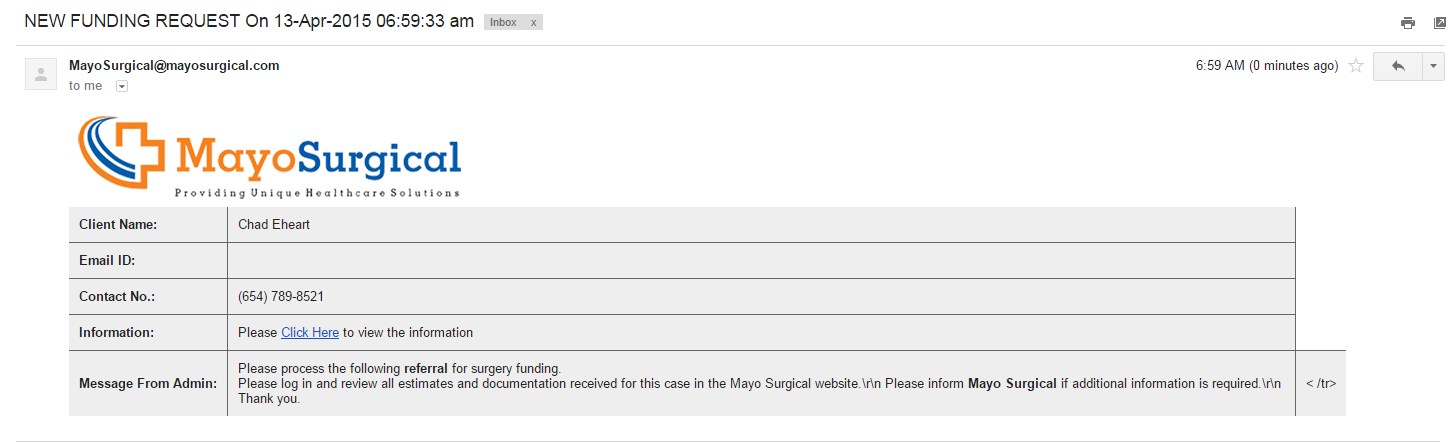 NEW FUNDING REQUEST On 13-Apr-2015 06:59:33 am Inbox x
MayoSurgical@mayosurgical.com 6:59 AM (0 minutes ago)
to me
MayoSurgical
Providing Unique Healthcare Solutions
Client Name: Chad Eheart
Email ID:
Contact No.: (654) 789-8521
Information: Please Click Here to view the information
Message From Admin: Please process the following referral for surgery funding.
Please log in and review all estimates and documentation received for this case in the Mayo Surgical website.\r\n Please inform Mayo Surgical if additional information is required.\r\n
Thank you.
< /tr>